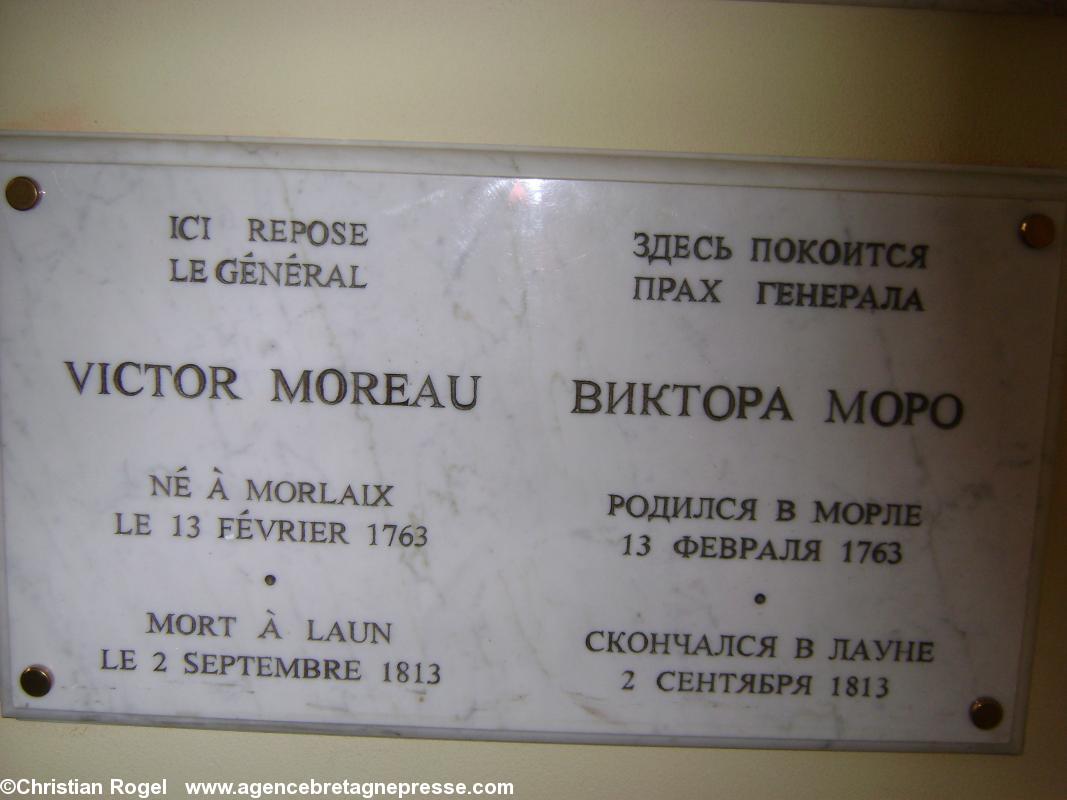 ICI REPOSE
LE GÉNÉRAL
VICTOR MOREAU
NÉ À MORLAIX
LE 13 FÉVRIER 1763
•
MORT À LAUN
LE 2 SEPTEMBRE 1813
ЗДЕСЬ ПОКОИТСЯ
ПРАХ ГЕНЕРАЛА
ВИКТОРА МОРО
РОДИЛСЯ В МОРЛЕ
13 ФЕВРАЛЯ 1763
•
СКОНЧАЛСЯ В ЛАУНЕ
2 СЕНТЯБРЯ 1813
©Christian Rogel www.agencebretagnepresse.com